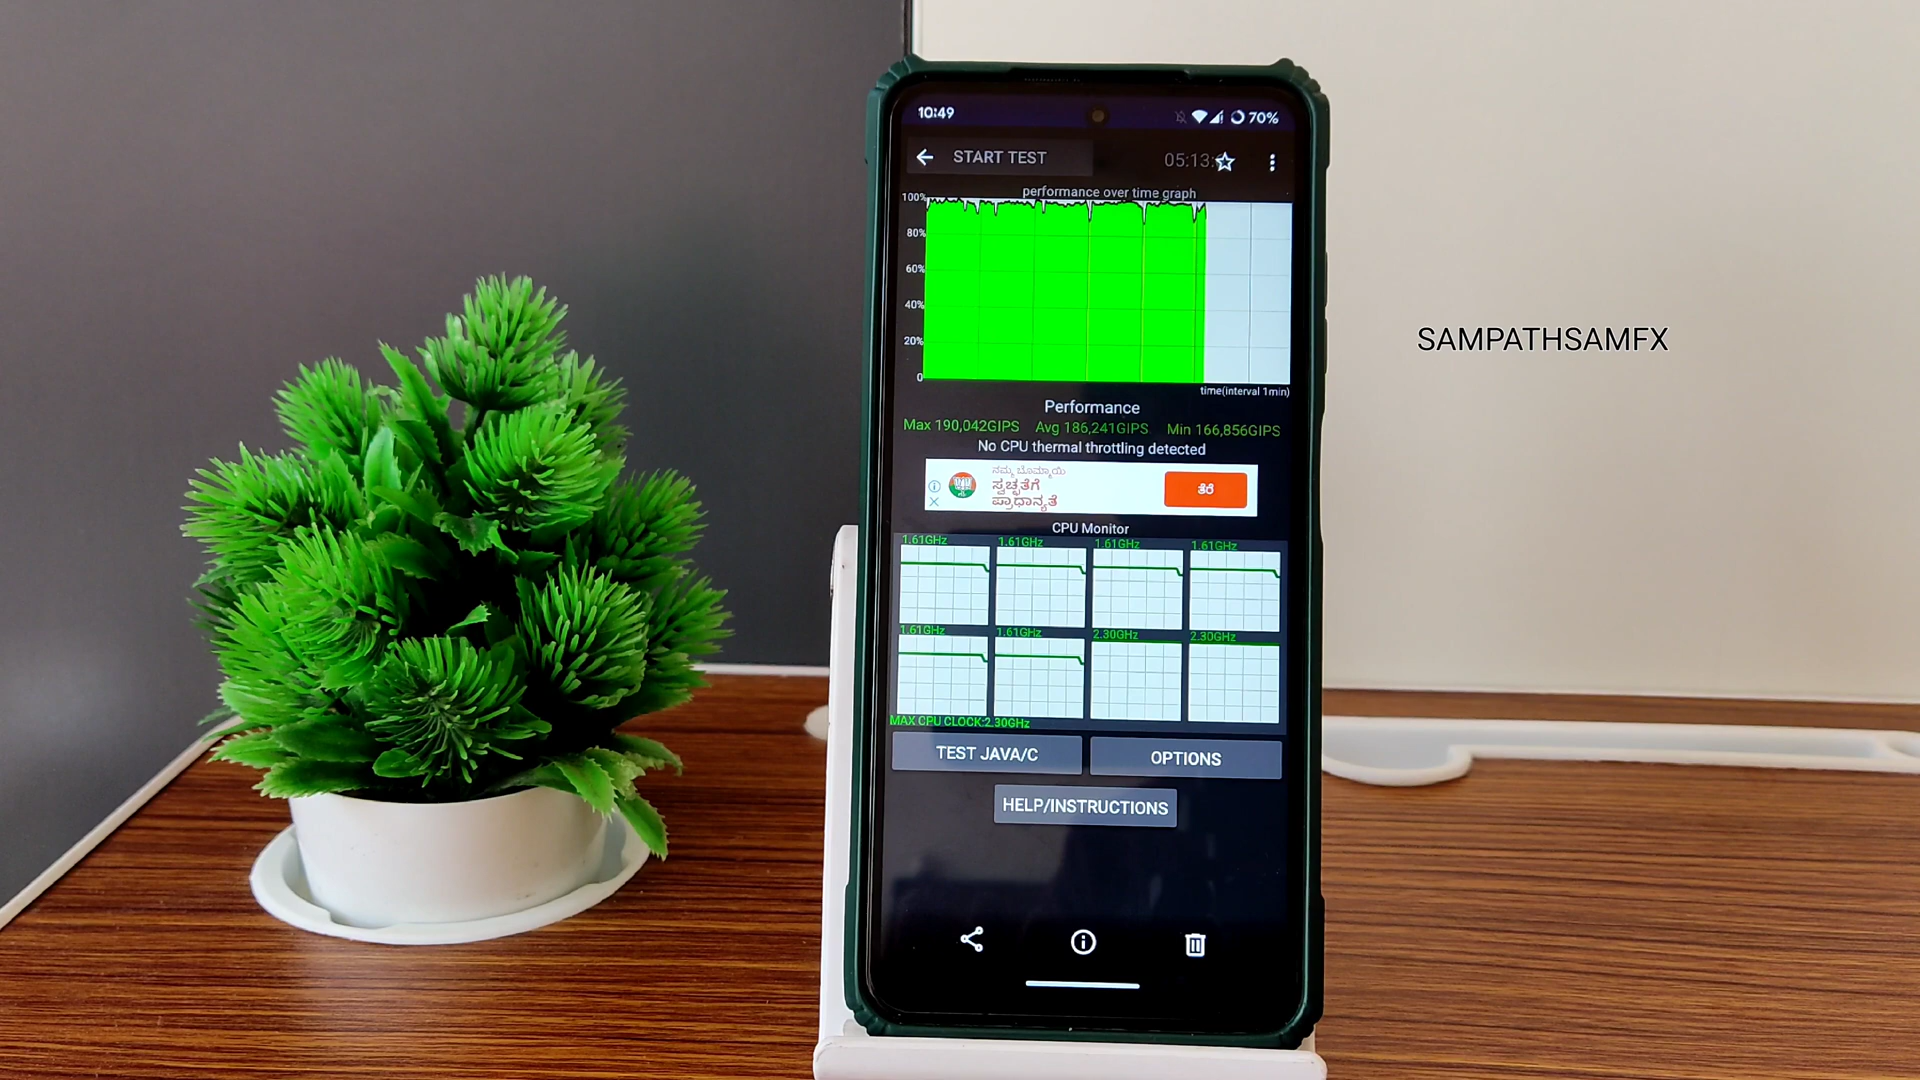 10:49
70%
START TEST
05:13:
performance over time graph
100%
80%
60%
40%
20%
0
time(interval 1min)
Performance
Max 190,042GIPS Avg 186,241GIPS Min 166,856GIPS
No CPU thermal throttling detected
ನಮ್ಮ ಬೊಮ್ಮಾಯಿ
ಸ್ವಚ್ಛತೆಗೆ
ಪ್ರಾಧಾನ್ಯತೆ
ತೆರೆ
CPU Monitor
1.61GHz 1.61GHz 1.61GHz 1.61GHz
1.61GHz 1.61GHz 2.30GHz 2.30GHz
MAX CPU CLOCK:2.30GHz
TEST JAVA/C OPTIONS
HELP/INSTRUCTIONS
SAMPATHSAMFX